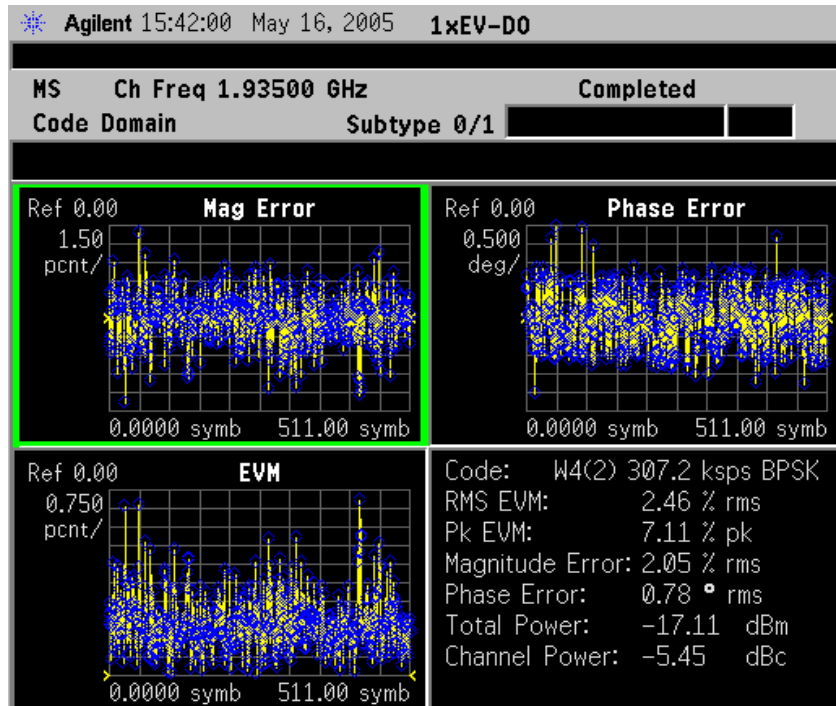 Agilent 15:42:00 May 16, 2005 1xEV-DO
MS Ch Freq 1.93500 GHz Completed
Code Domain Subtype 0/1
Ref 0.00 Mag Error
1.50
pcnt/
0.0000 symb 511.00 symb
Ref 0.00 Phase Error
0.500
deg/
0.0000 symb 511.00 symb
Ref 0.00 EVM
0.750
pcnt/
0.0000 symb 511.00 symb
Code: W4(2) 307.2 ksps BPSK
RMS EVM: 2.46 % rms
Pk EVM: 7.11 % pk
Magnitude Error: 2.05 % rms
Phase Error: 0.78 ° rms
Total Power: -17.11 dBm
Channel Power: -5.45 dBc